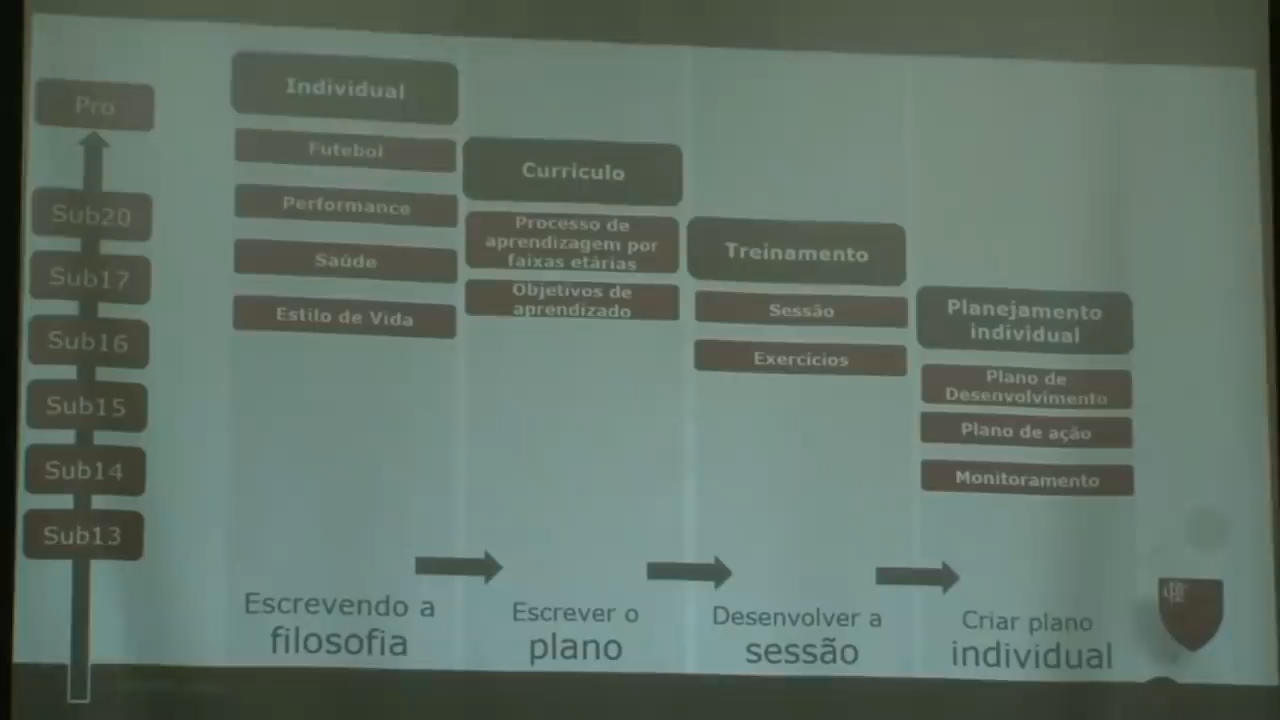 Pro
Sub20
Sub17
Sub16
Sub15
Sub14
Sub13
Individual
Futebol
Performance
Saúde
Estilo de Vida
Escrevendo a
filosofia
Curriculo
Processo de
aprendizagem por
faixas etárias
Objetivos de
aprendizado
Escrever o
plano
Treinamento
Sessão
Exercícios
Desenvolver a
sessão
Planejamento
individual
Plano de
Desenvolvimento
Plano de ação
Monitoramento
Criar plano
individual